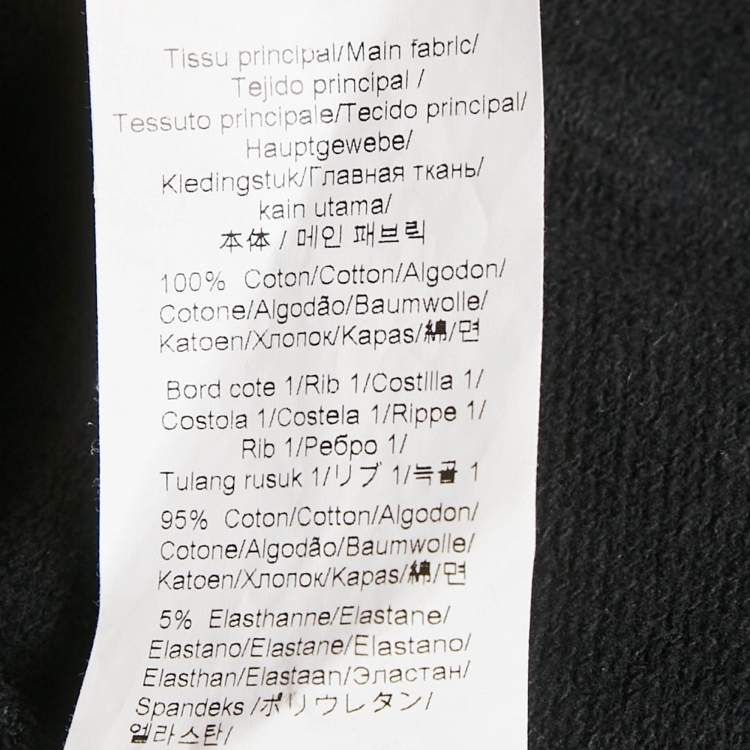 Tissu principal/Main fabric/
Tejido principal /
Tessuto principale/Tecido principal/
Hauptgewebe/
Kledingstuk/Главная ткань/
kain utama/
本体 / 메인 패브릭
100% Coton/Cotton/Algodon/
Cotone/Algodão/Baumwolle/
Katoen/Хлопок/Kapas/綿/면
Bord cote 1/Rib 1/Costilla 1/
Costola 1/Costela 1/Rippe 1/
Rib 1/Ребро 1/
Tulang rusuk 1/リブ 1/늑골 1
95% Coton/Cotton/Algodon/
Cotone/Algodão/Baumwolle/
Katoen/Хлопок/Kapas/綿/면
5% Elasthanne/Elastane/
Elastano/Elastane/Elastano/
Elasthan/Elastaan/Эластан/
Spandeks /ポリウレタン/
엘라스탄/